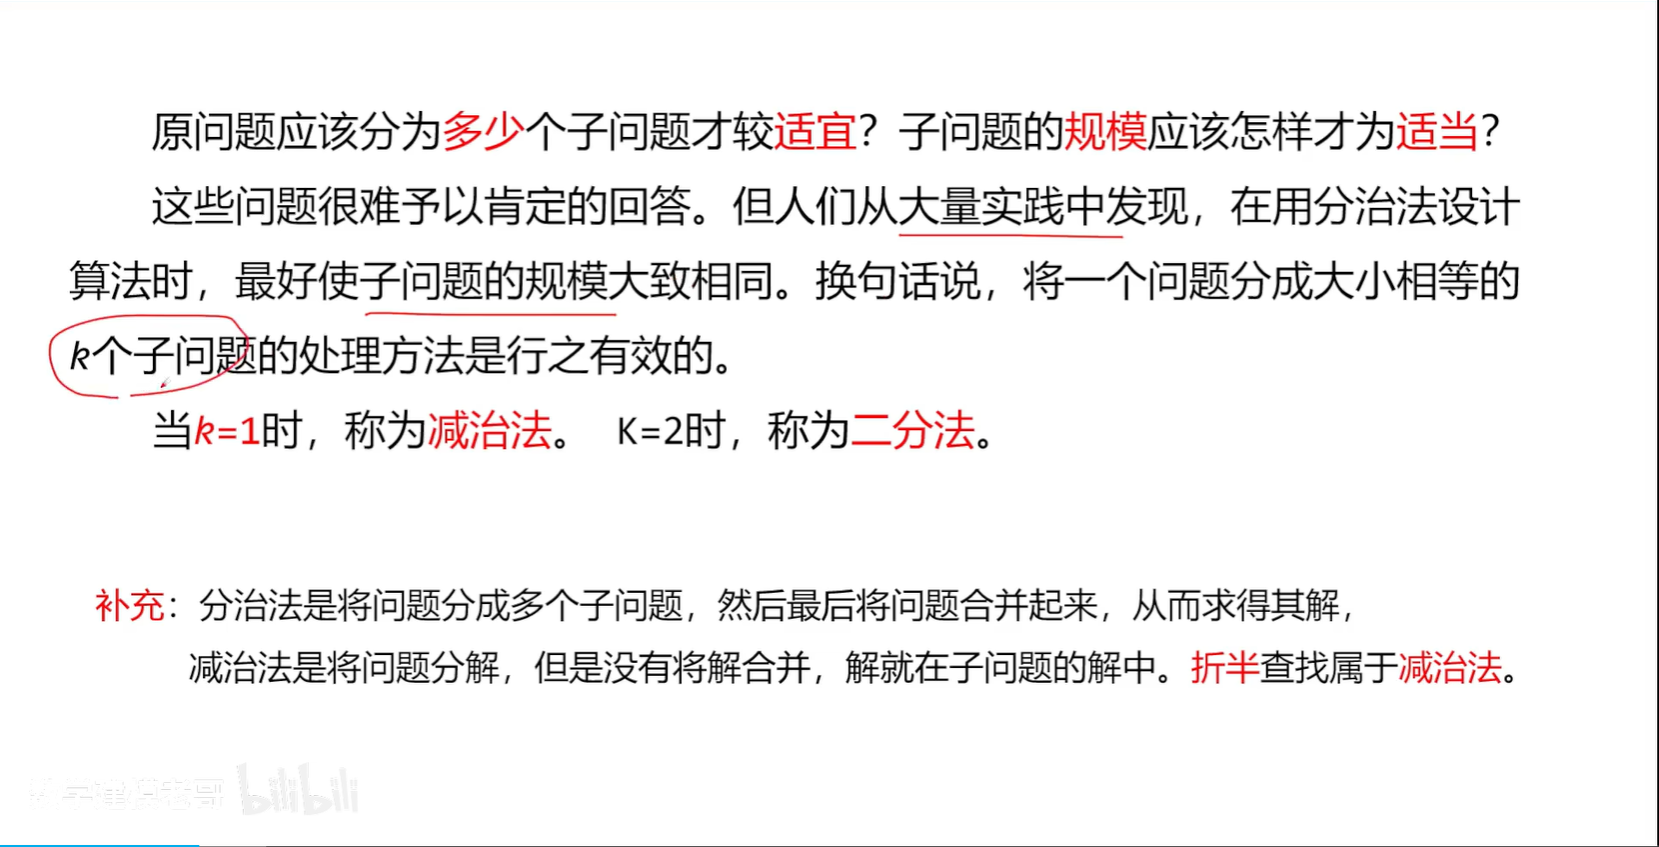 原问题应该分为多少个子问题才较适宜？子问题的规模应该怎样才为适当？
这些问题很难予以肯定的回答。但人们从大量实践中发现，在用分治法设计
算法时，最好使子问题的规模大致相同。换句话说，将一个问题分成大小相等的
k个子问题的处理方法是行之有效的。
当k=1时，称为减治法。 K=2时，称为二分法。
补充：分治法是将问题分成多个子问题，然后最后将问题合并起来，从而求得其解，
减治法是将问题分解，但是没有将解合并，解就在子问题的解中。折半查找属于减治法。
数学建模老哥 bilibili